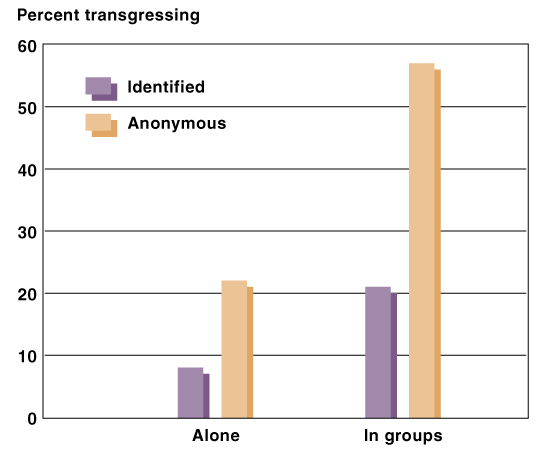 Percent transgressing
60
Identified
50
Anonymous
40
30
20
10
0
Alone
In groups